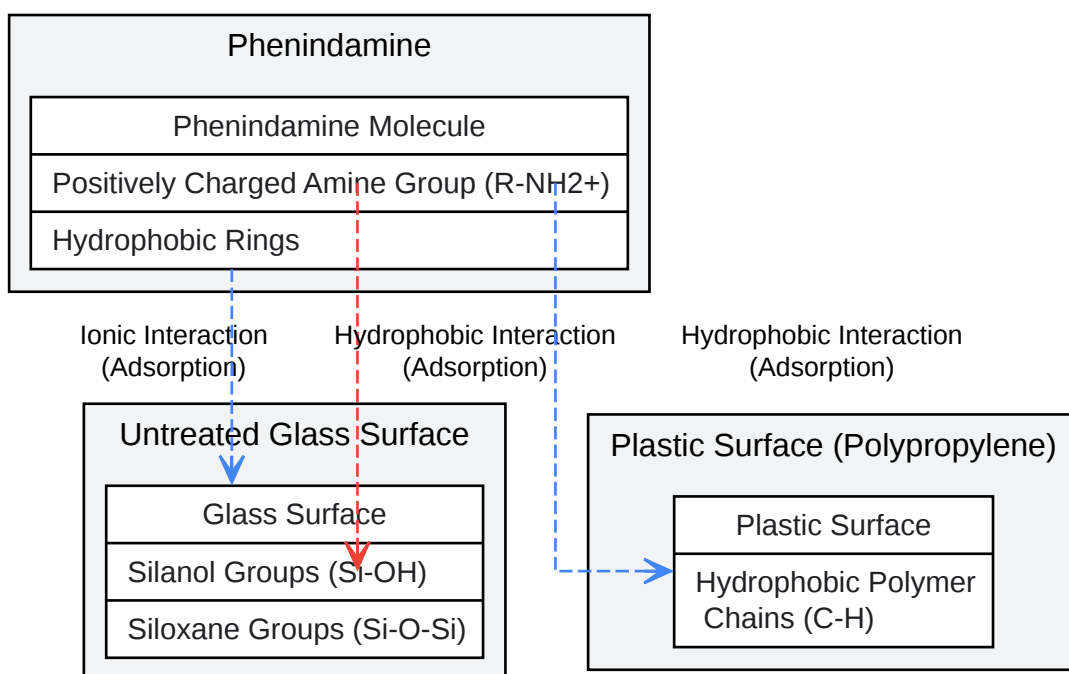 Phenindamine
Phenindamine Molecule
Positively Charged Amine Group (R-NH2+)
Hydrophobic Rings
Ionic Interaction
(Adsorption)
Hydrophobic Interaction
(Adsorption)
Hydrophobic Interaction
(Adsorption)
Untreated Glass Surface
Glass Surface
Silanol Groups (Si-OH)
Siloxane Groups (Si-O-Si)
Plastic Surface (Polypropylene)
Plastic Surface
Hydrophobic Polymer
Chains (C-H)